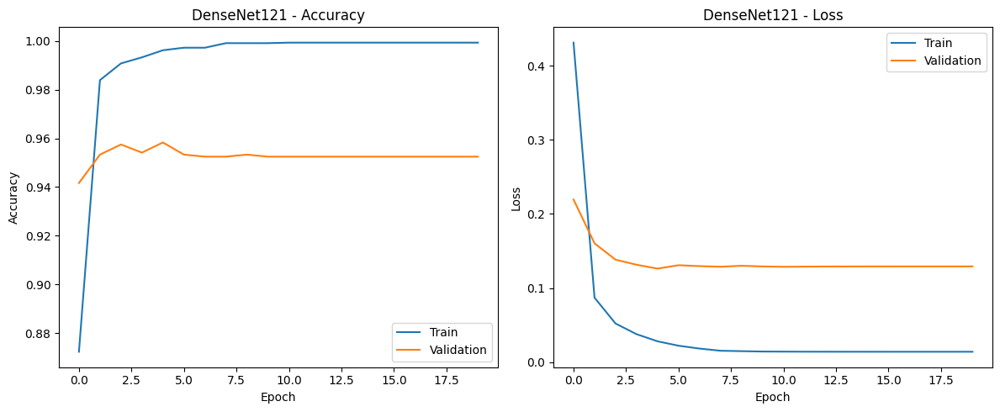 DenseNet121 - Accuracy
1.00
0.98
0.96
0.94
0.92
0.90
0.88
Accuracy
Train
Validation
0.0 2.5 5.0 7.5 10.0 12.5 15.0 17.5
Epoch
DenseNet121 - Loss
Train
Validation
0.4
0.3
0.2
0.1
0.0
Loss
0.0 2.5 5.0 7.5 10.0 12.5 15.0 17.5
Epoch